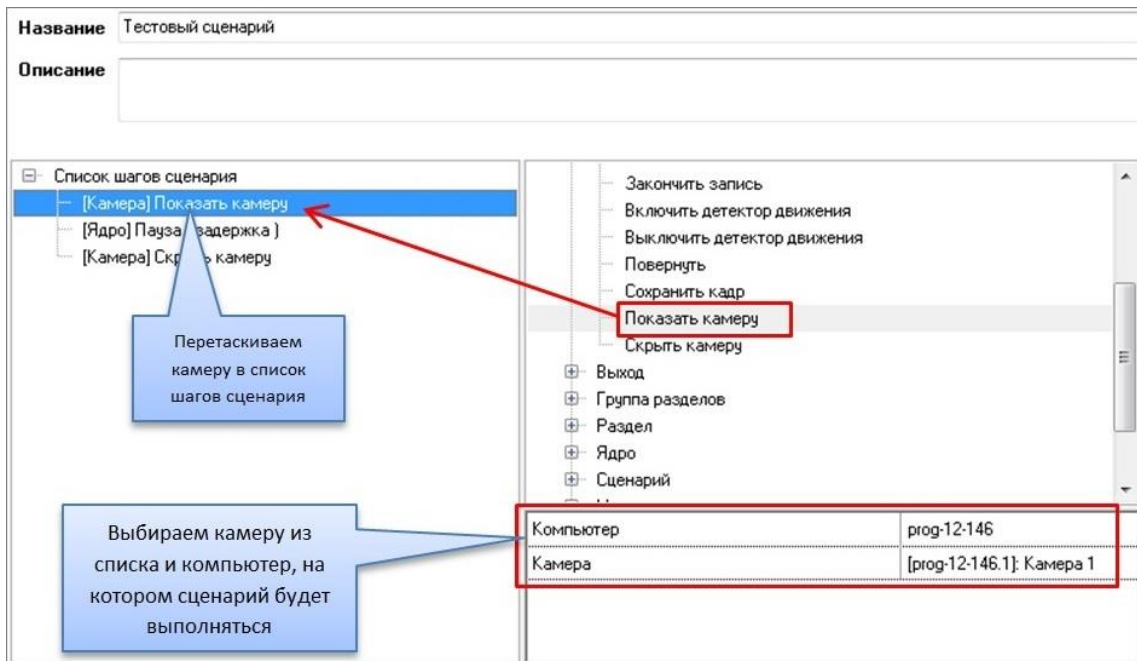 Название Тестовый сценарий
Описание
Список шагов сценария
[Камера] Показать камеру
[Ядро] Пауза задержка )
[Камера] Скрыть камеру
Перетаскиваем
камеру в список
шагов сценария
Закончить запись
Включить детектор движения
Выключить детектор движения
Повернуть
Сохранить кадр
Показать камеру
Скрыть камеру
Выход
Группа разделов
Раздел
Ядро
Сценарий
Выбираем камеру из
списка и компьютер, на
котором сценарий будет
выполняться
Компьютер prog-12-146
Камера [prog-12-146.1]: Камера 1